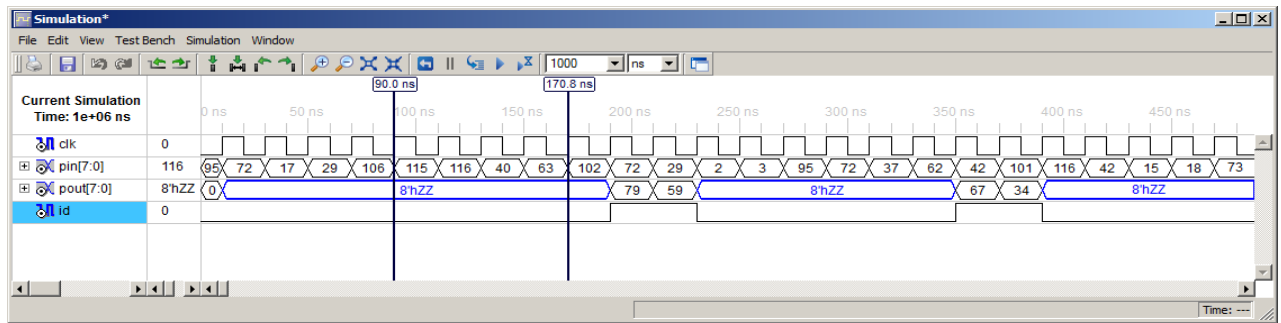 Simulation*
File Edit View Test Bench Simulation Window
1000 ns
90.0 ns 170.8 ns
Current Simulation
Time: 1e+06 ns
0 ns 50 ns 100 ns 150 ns 200 ns 250 ns 300 ns 350 ns 400 ns 450 ns
clk 0
pin[7:0] 116 95 72 17 29 106 115 116 40 63 102 72 29 2 3 95 72 37 62 42 101 116 42 15 18 73
pout[7:0] 8'hZZ 0 8'hZZ 79 59 8'hZZ 67 34 8'hZZ
id 0
Time: ---